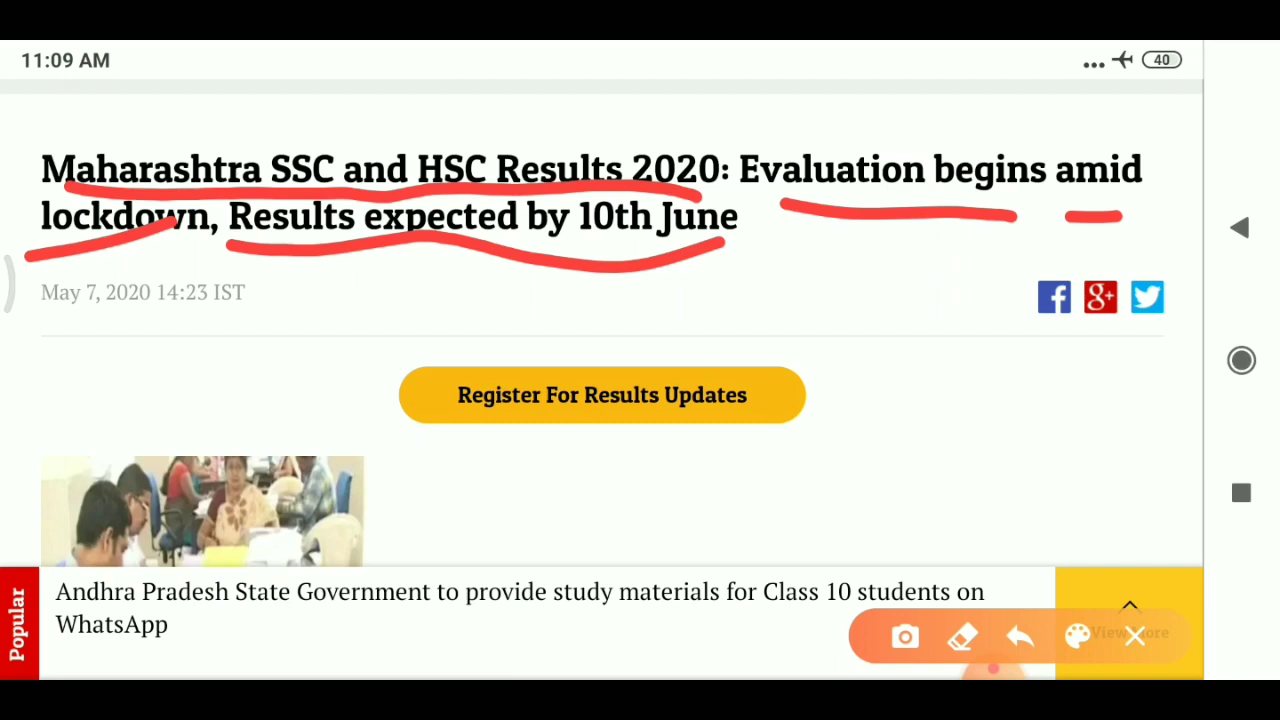 11:09 AM
40
Maharashtra SSC and HSC Results 2020: Evaluation begins amid
lockdown, Results expected by 10th June
May 7, 2020 14:23 IST
f g+
Register For Results Updates
Popular
Andhra Pradesh State Government to provide study materials for Class 10 students on
WhatsApp
View More